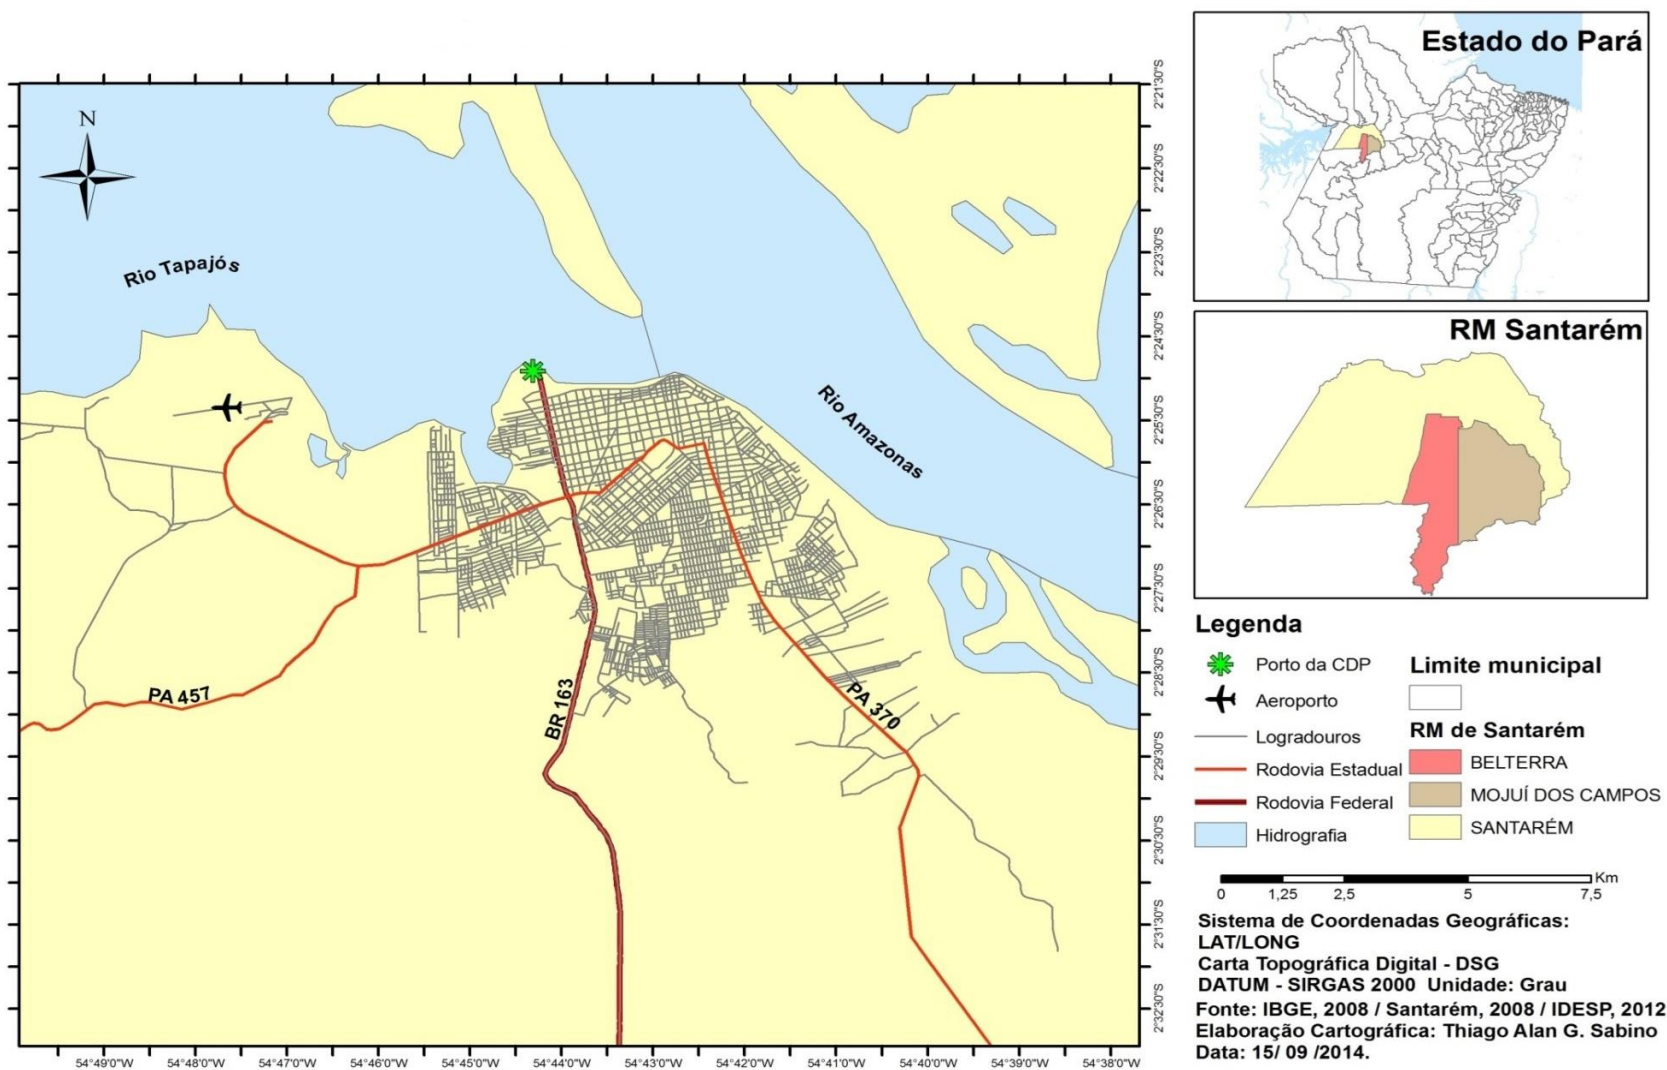 N
Rio Tapajós
Rio Amazonas
PA 457
BR 163
PA 370
2°21'30"S
2°22'30"S
2°23'30"S
2°24'30"S
2°25'30"S
2°26'30"S
2°27'30"S
2°28'30"S
2°29'30"S
2°30'30"S
2°31'30"S
2°32'30"S
54°49'0"W 54°48'0"W 54°47'0"W 54°46'0"W 54°45'0"W 54°44'0"W 54°43'0"W 54°42'0"W 54°41'0"W 54°40'0"W 54°39'0"W 54°38'0"W
Estado do Pará
RM Santarém
Legenda
Porto da CDP
Aeroporto
Logradouros
Rodovia Estadual
Rodovia Federal
Hidrografia
Limite municipal
RM de Santarém
BELTERRA
MOJUÍ DOS CAMPOS
SANTARÉM
Km
0 1,25 2,5 5 7,5
Sistema de Coordenadas Geográficas:
LAT/LONG
Carta Topográfica Digital - DSG
DATUM - SIRGAS 2000 Unidade: Grau
Fonte: IBGE, 2008 / Santarém, 2008 / IDESP, 2012
Elaboração Cartográfica: Thiago Alan G. Sabino
Data: 15/ 09 /2014.